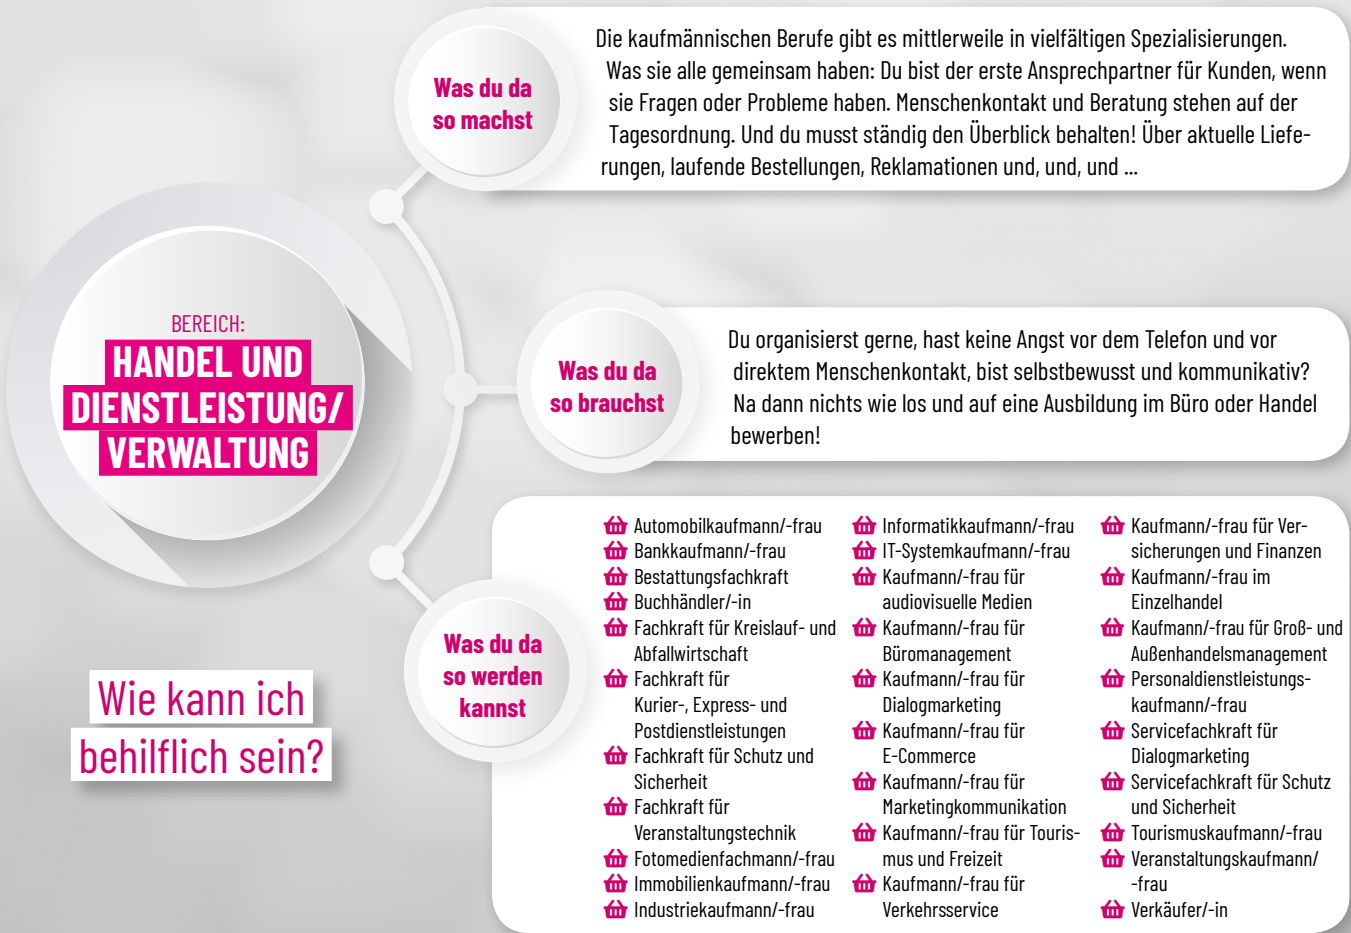 Was du da
so machst
Die kaufmännischen Berufe gibt es mittlerweile in vielfältigen Spezialisierungen.
Was sie alle gemeinsam haben: Du bist der erste Ansprechpartner für Kunden, wenn
sie Fragen oder Probleme haben. Menschenkontakt und Beratung stehen auf der
Tagesordnung. Und du musst ständig den Überblick behalten! Über aktuelle Liefe-
rungen, laufende Bestellungen, Reklamationen und, und, und ...
BEREICH:
HANDEL UND
DIENSTLEISTUNG/
VERWALTUNG
Was du da
so brauchst
Du organisierst gerne, hast keine Angst vor dem Telefon und vor
direktem Menschenkontakt, bist selbstbewusst und kommunikativ?
Na dann nichts wie los und auf eine Ausbildung im Büro oder Handel
bewerben!
Wie kann ich
behilflich sein?
Was du da
so werden
kannst
Automobilkaufmann/-frau
Bankkaufmann/-frau
Bestattungsfachkraft
Buchhändler/-in
Fachkraft für Kreislauf- und
Abfallwirtschaft
Fachkraft für
Kurier-, Express- und
Postdienstleistungen
Fachkraft für Schutz und
Sicherheit
Fachkraft für
Veranstaltungstechnik
Fotomedienfachmann/-frau
Immobilienkaufmann/-frau
Industriekaufmann/-frau
Informatikkaufmann/-frau
IT-Systemkaufmann/-frau
Kaufmann/-frau für
audiovisuelle Medien
Kaufmann/-frau für
Büromanagement
Kaufmann/-frau für
Dialogmarketing
Kaufmann/-frau für
E-Commerce
Kaufmann/-frau für
Marketingkommunikation
Kaufmann/-frau für Touris-
mus und Freizeit
Kaufmann/-frau für
Verkehrsservice
Kaufmann/-frau für Ver-
sicherungen und Finanzen
Kaufmann/-frau im
Einzelhandel
Kaufmann/-frau für Groß- und
Außenhandelsmanagement
Personaldienstleistungs-
kaufmann/-frau
Servicefachkraft für
Dialogmarketing
Servicefachkraft für Schutz
und Sicherheit
Tourismuskaufmann/-frau
Veranstaltungskaufmann/
-frau
Verkäufer/-in